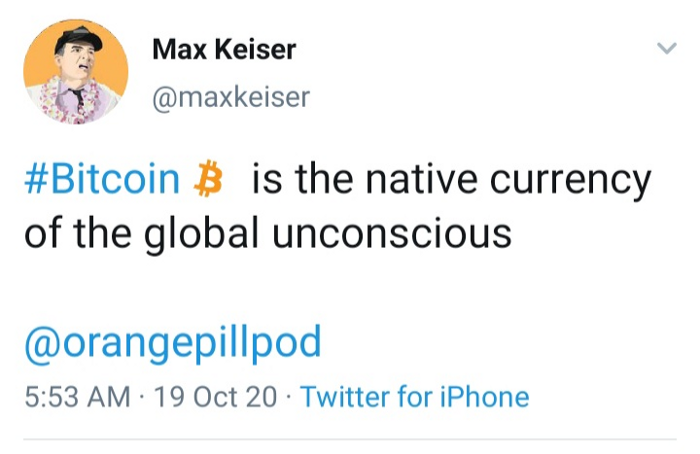 Max Keiser
@maxkeiser
#Bitcoin ₿ is the native currency
of the global unconscious
@orangepillpod
5:53 AM · 19 Oct 20 · Twitter for iPhone